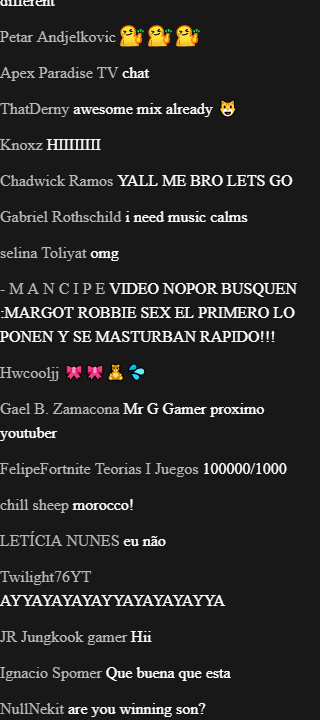 different
Petar Andjelkovic
Apex Paradise TV chat
ThatDerny awesome mix already 😺
Knoxz HIIIIIIIII
Chadwick Ramos YALL ME BRO LETS GO
Gabriel Rothschild i need music calms
selina Toliyat omg
- M A N C I P E VIDEO NOPOR BUSQUEN
:MARGOT ROBBIE SEX EL PRIMERO LO
PONEN Y SE MASTURBAN RAPIDO!!!
Hwcooljj 🎀🎀🧸💦
Gael B. Zamacona Mr G Gamer proximo
youtuber
FelipeFortnite Teorias I Juegos 100000/1000
chill sheep morocco!
LETÍCIA NUNES eu não
Twilight76YT
AYYAYAYAYAYYAYAYAYAYYA
JR Jungkook gamer Hii
Ignacio Spomer Que buena que esta
NullNekit are you winning son?